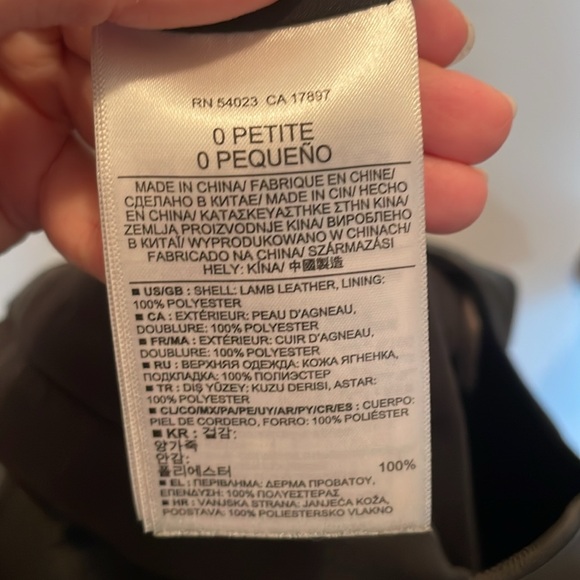 RN 54023 CA 17897
0 PETITE
0 PEQUEÑO
MADE IN CHINA/ FABRIQUE EN CHINE/
СДЕЛАНО В КИТАЕ/ MADE IN CIN/ HECHO
EN CHINA/ ΚΑΤΑΣΚΕΥΑΣΤΗΚΕ ΣΤΗΝ ΚΙΝΑ/
ZEMLJA PROIZVODNJE KINA/ ВИРОБЛЕНО
В КИТАЇ/ WYPRODUKOWANO W CHINACH/
FABRICADO NA CHINA/ SZÁRMAZÁSI
HELY: KÍNA/ 中國製造
■ US/GB : SHELL: LAMB LEATHER, LINING:
100% POLYESTER
■ CA : EXTÉRIEUR: PEAU D'AGNEAU,
DOUBLURE: 100% POLYESTER
■ FR/MA : EXTÉRIEUR: CUIR D'AGNEAU,
DOUBLURE: 100% POLYESTER
■ RU : ВЕРХНЯЯ ОДЕЖДА: КОЖА ЯГНЕНКА,
ПОДКЛАДКА: 100% ПОЛИЭСТЕР
■ TR : DIŞ YÜZEY: KUZU DERISI, ASTAR:
100% POLYESTER
■ CL/CO/MX/PA/PE/UY/AR/PY/CR/ES : CUERPO:
PIEL DE CORDERO, FORRO: 100% POLIÉSTER
■ KR : 겉감:
양가죽
안감:
폴리에스터 100%
■ EL : ΠΕΡΙΒΛΗΜΑ: ΔΕΡΜΑ ΠΡΟΒΑΤΟΥ,
ΕΠΕΝΔΥΣΗ: 100% ΠΟΛΥΕΣΤΕΡΑΣ
■ HR : VANJSKA STRANA: JANJEĆA KOŽA,
PODSTAVA: 100% POLIESTERSKO VLAKNO